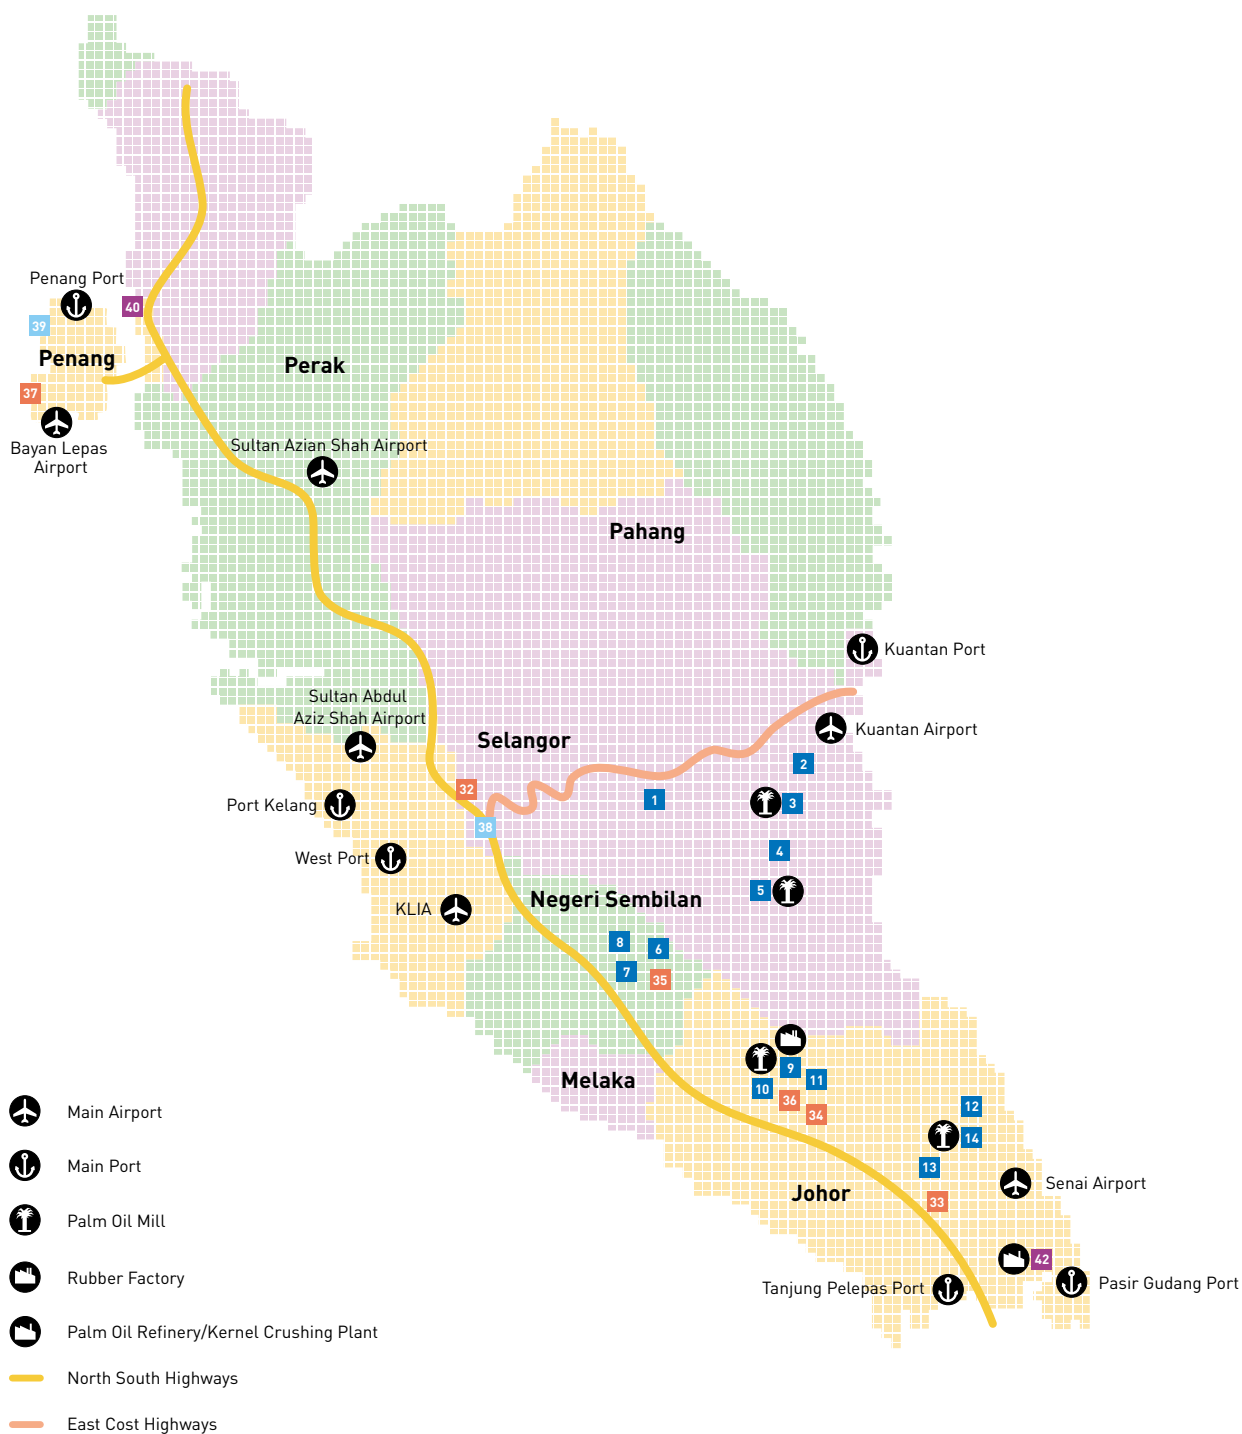 Penang Port
40
39
Penang
Perak
37
Bayan Lepas
Airport
Sultan Azian Shah Airport
Pahang
Kuantan Port
Sultan Abdul
Aziz Shah Airport
Selangor
Kuantan Airport
2
32
1
3
Port Kelang
38
4
West Port
5
Negeri Sembilan
KLIA
8
6
7
35
9
Melaka
11
10
36
34
12
14
13
Johor
33
Senai Airport
42
Tanjung Pelepas Port
Pasir Gudang Port
Main Airport
Main Port
Palm Oil Mill
Rubber Factory
Palm Oil Refinery/Kernel Crushing Plant
North South Highways
East Cost Highways